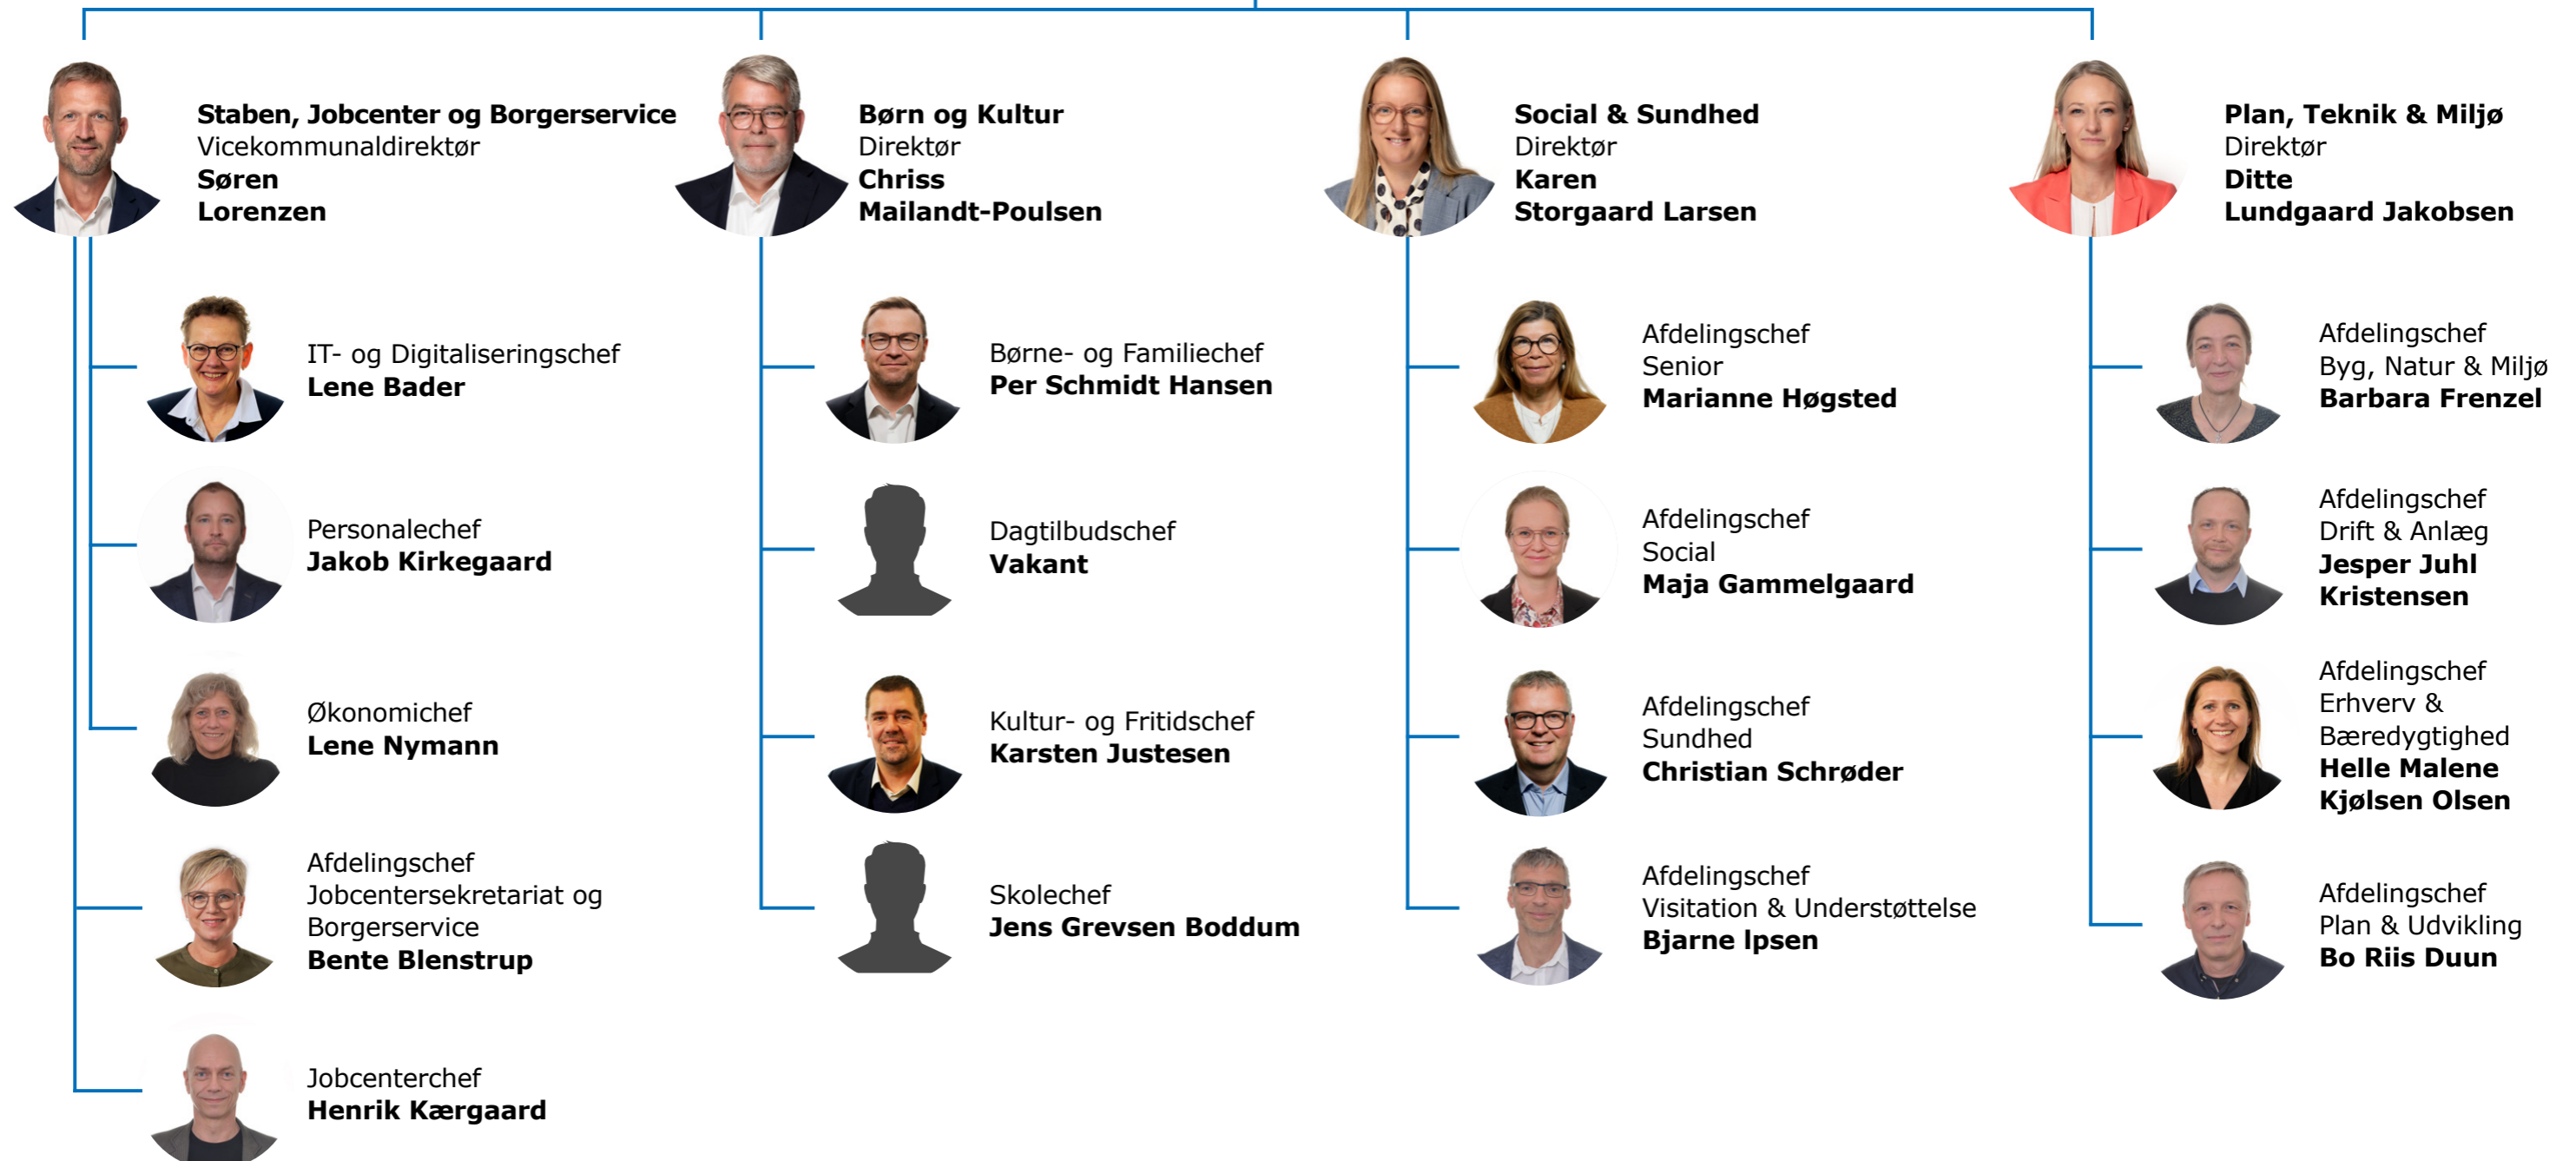 Staben, Jobcenter og Borgerservice
Vicekommunaldirektør
Søren
Lorenzen
IT- og Digitaliseringschef
Lene Bader
Personalechef
Jakob Kirkegaard
Økonomichef
Lene Nymann
Afdelingschef
Jobcentersekretariat og
Borgerservice
Bente Blenstrup
Jobcenterchef
Henrik Kærgaard
Børn og Kultur
Direktør
Chriss
Mailandt-Poulsen
Børne- og Familiechef
Per Schmidt Hansen
Dagtilbudschef
Vakant
Kultur- og Fritidschef
Karsten Justesen
Skolechef
Jens Grevsen Boddum
Social & Sundhed
Direktør
Karen
Storgaard Larsen
Afdelingschef
Senior
Marianne Høgsted
Afdelingschef
Social
Maja Gammelgaard
Afdelingschef
Sundhed
Christian Schrøder
Afdelingschef
Visitation & Understøttelse
Bjarne lpsen
Plan, Teknik & Miljø
Direktør
Ditte
Lundgaard Jakobsen
Afdelingschef
Byg, Natur & Miljø
Barbara Frenzel
Afdelingschef
Drift & Anlæg
Jesper Juhl
Kristensen
Afdelingschef
Erhverv &
Bæredygtighed
Helle Malene
Kjølsen Olsen
Afdelingschef
Plan & Udvikling
Bo Riis Duun